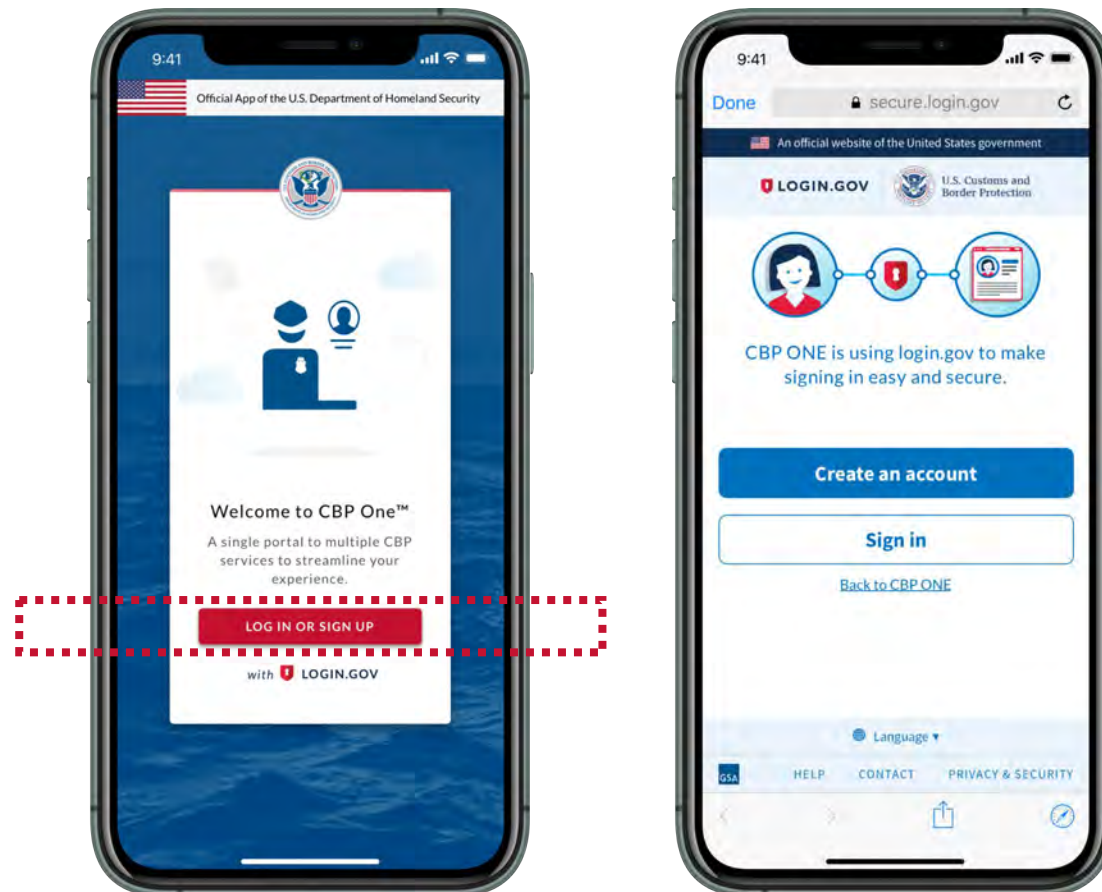 9:41
Official App of the U.S. Department of Homeland Security
Welcome to CBP One™
A single portal to multiple CBP
services to streamline your
experience.
LOG IN OR SIGN UP
with LOGIN.GOV
9:41
Done secure.login.gov
An official website of the United States government
LOGIN.GOV
U.S. Customs and
Border Protection
CBP ONE is using login.gov to make
signing in easy and secure.
Create an account
Sign in
Back to CBP ONE
Language
GSA HELP CONTACT PRIVACY & SECURITY